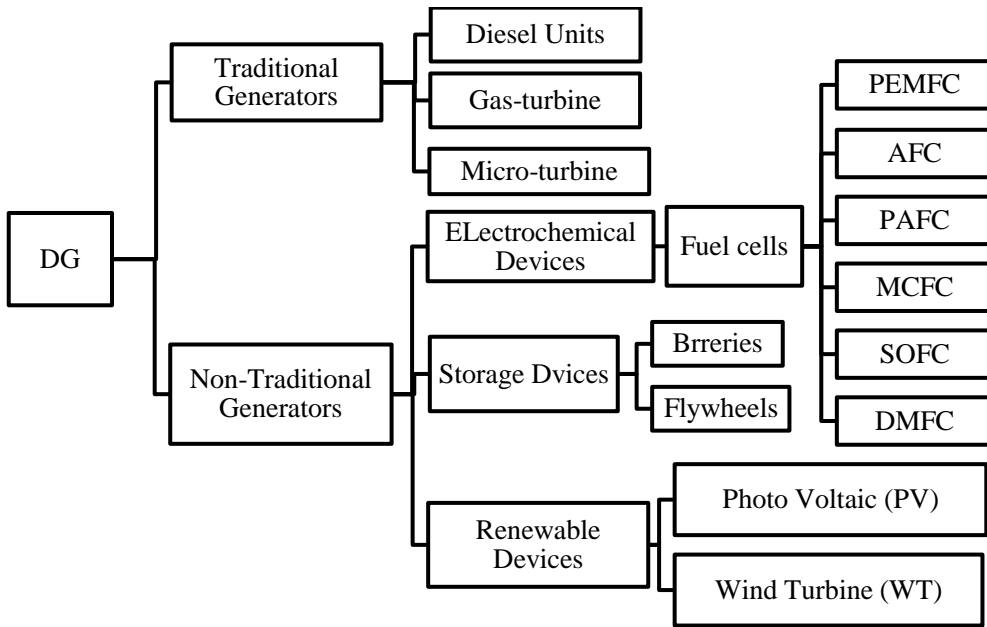 DG
Traditional
Generators
Diesel Units
Gas-turbine
Micro-turbine
Non-Traditional
Generators
ELectrochemical
Devices
Fuel cells
PEMFC
AFC
PAFC
MCFC
SOFC
DMFC
Storage Dvices
Brreries
Flywheels
Renewable
Devices
Photo Voltaic (PV)
Wind Turbine (WT)